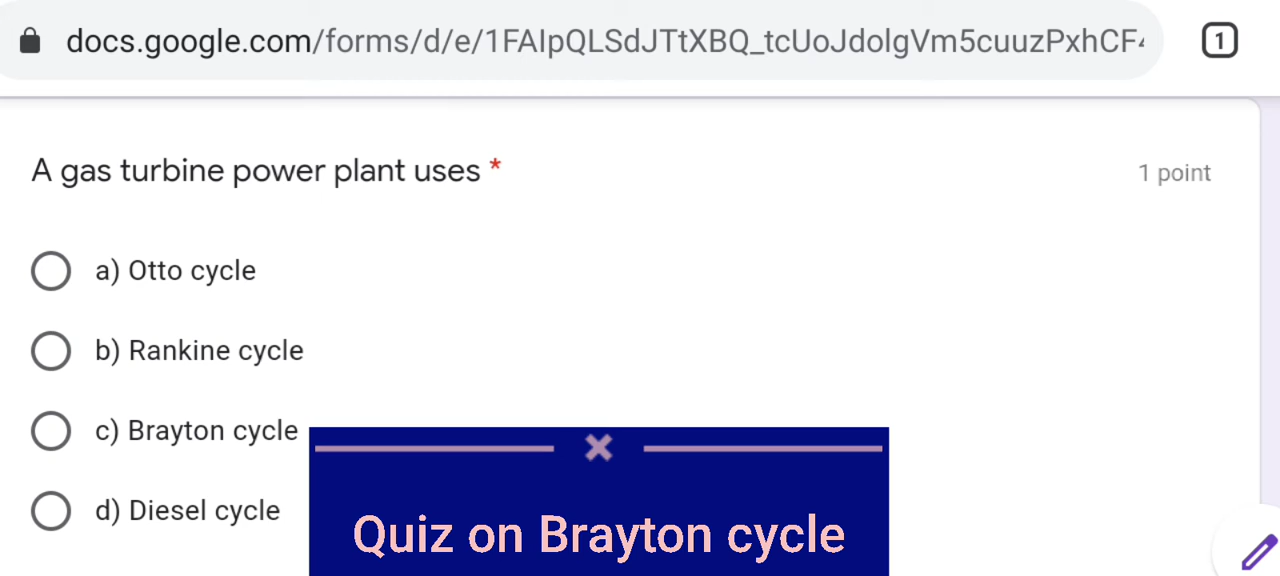 docs.google.com/forms/d/e/1FAIpQLSdJTtXBQ_tcUoJdolgVm5cuuzPxhCF
1
A gas turbine power plant uses *
1 point
a) Otto cycle
b) Rankine cycle
c) Brayton cycle
d) Diesel cycle
Quiz on Brayton cycle